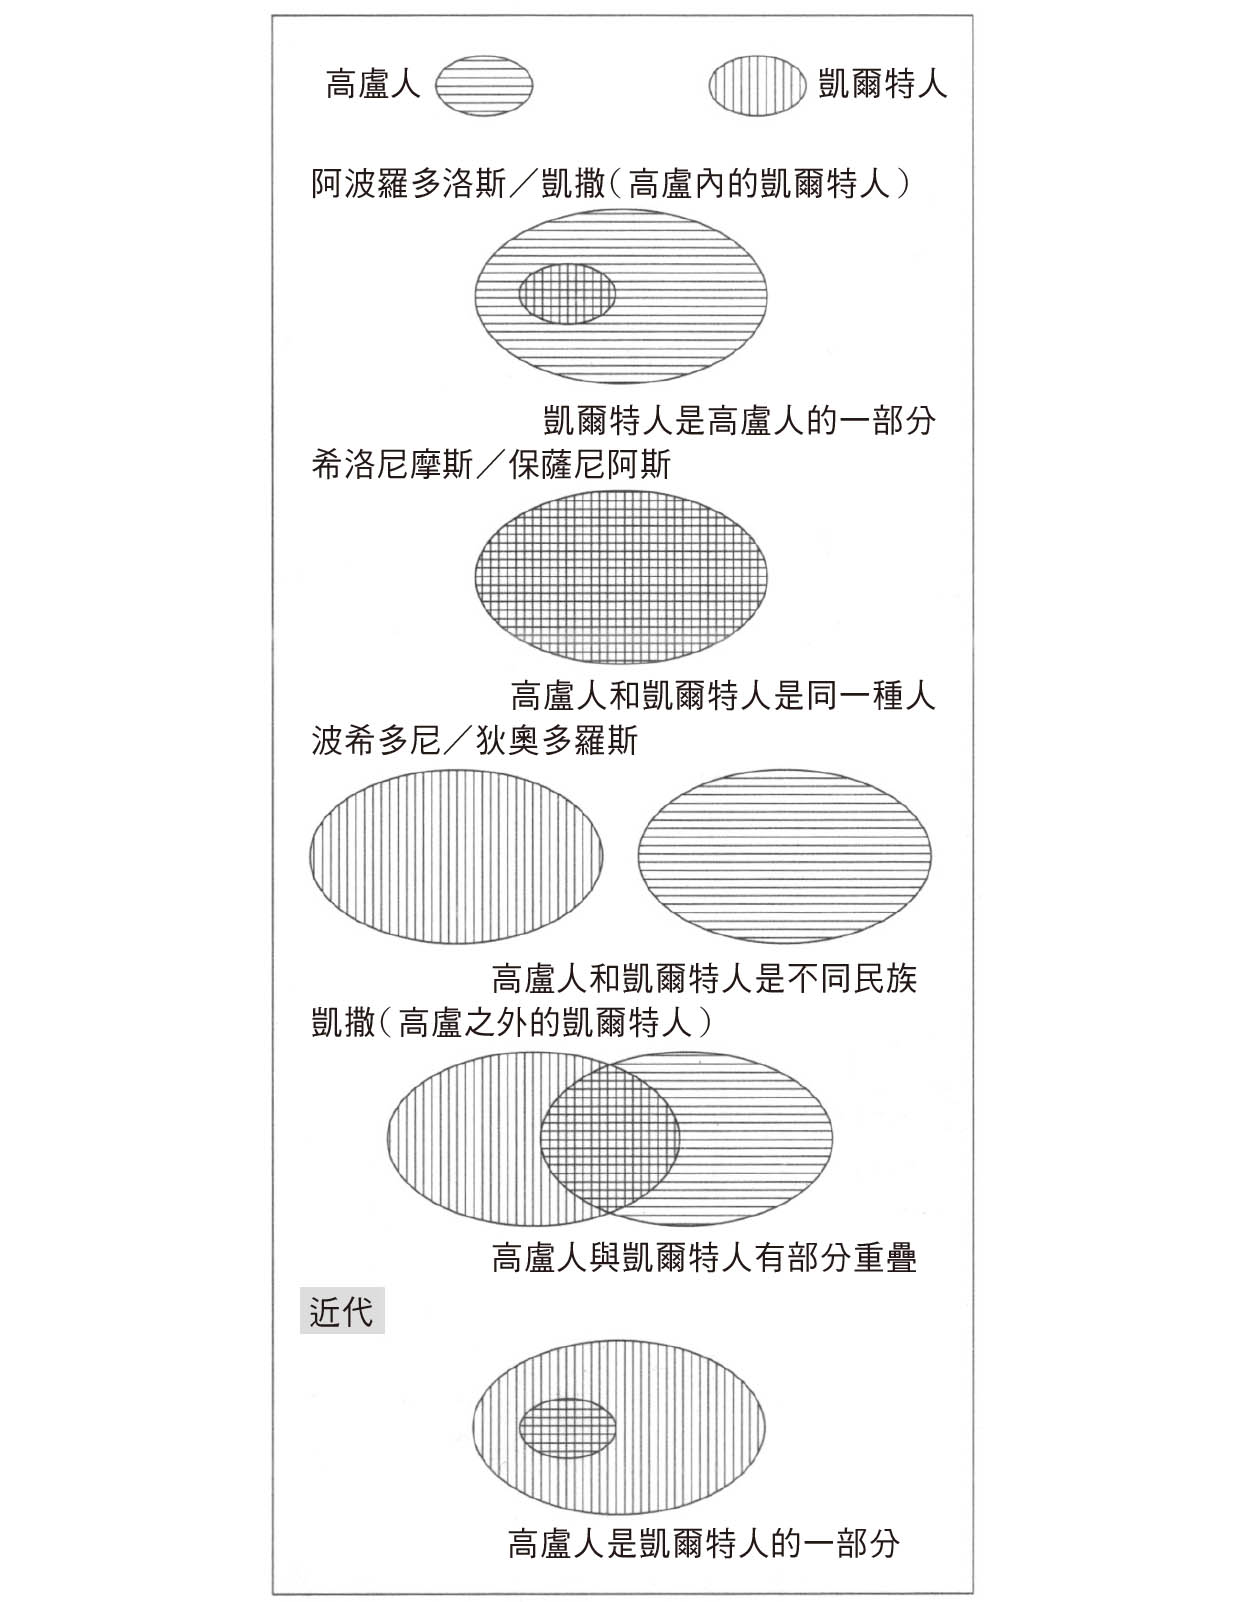 高盧人
凱爾特人
阿波羅多洛斯／凱撒（高盧內的凱爾特人）
凱爾特人是高盧人的一部分
希洛尼摩斯／保薩尼阿斯
高盧人和凱爾特人是同一種人
波希多尼／狄奧多羅斯
高盧人和凱爾特人是不同民族
凱撒（高盧之外的凱爾特人）
高盧人與凱爾特人有部分重疊
近代
高盧人是凱爾特人的一部分